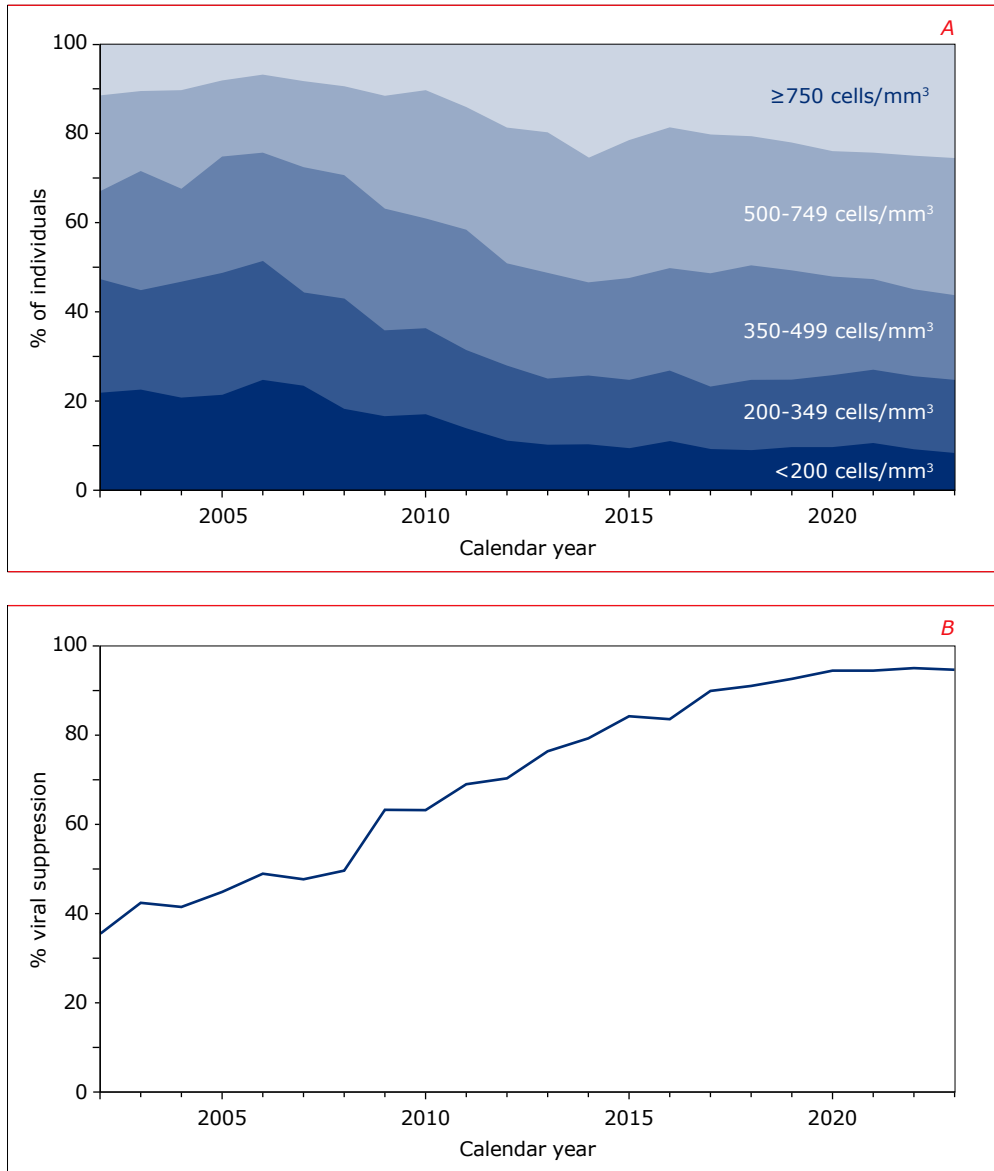 A
100
80
60
40
20
0
% of individuals
≥750 cells/mm³
500-749 cells/mm³
350-499 cells/mm³
200-349 cells/mm³
<200 cells/mm³
2005 2010 2015 2020
Calendar year
B
100
80
60
40
20
0
% viral suppression
2005 2010 2015 2020
Calendar year